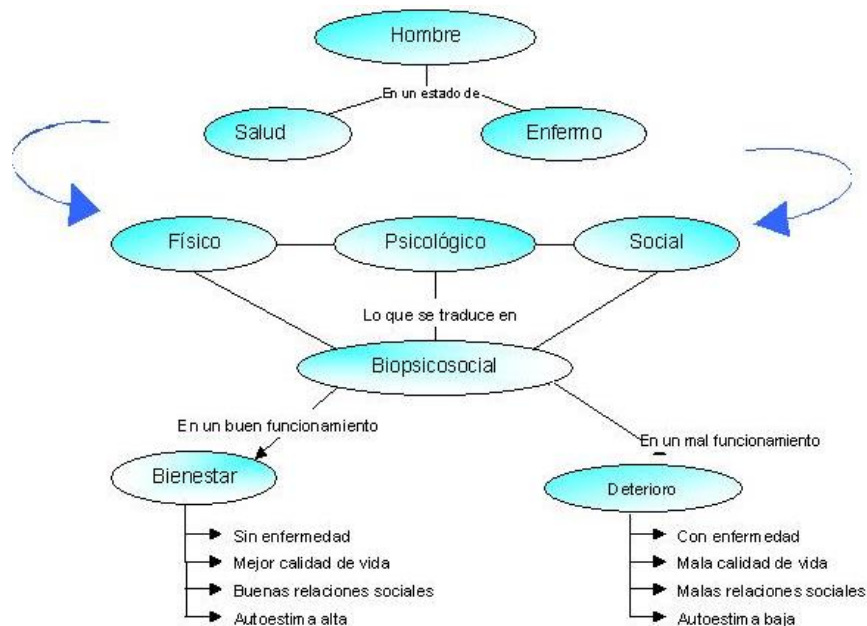 Hombre
En un estado de
Salud
Enfermo
Físico
Psicológico
Social
Lo que se traduce en
Biopsicosocial
En un buen funcionamiento
En un mal funcionamiento
Bienestar
Deterioro
Sin enfermedad
Mejor calidad de vida
Buenas relaciones sociales
Autoestima alta
Con enfermedad
Mala calidad de vida
Malas relaciones sociales
Autoestima baja